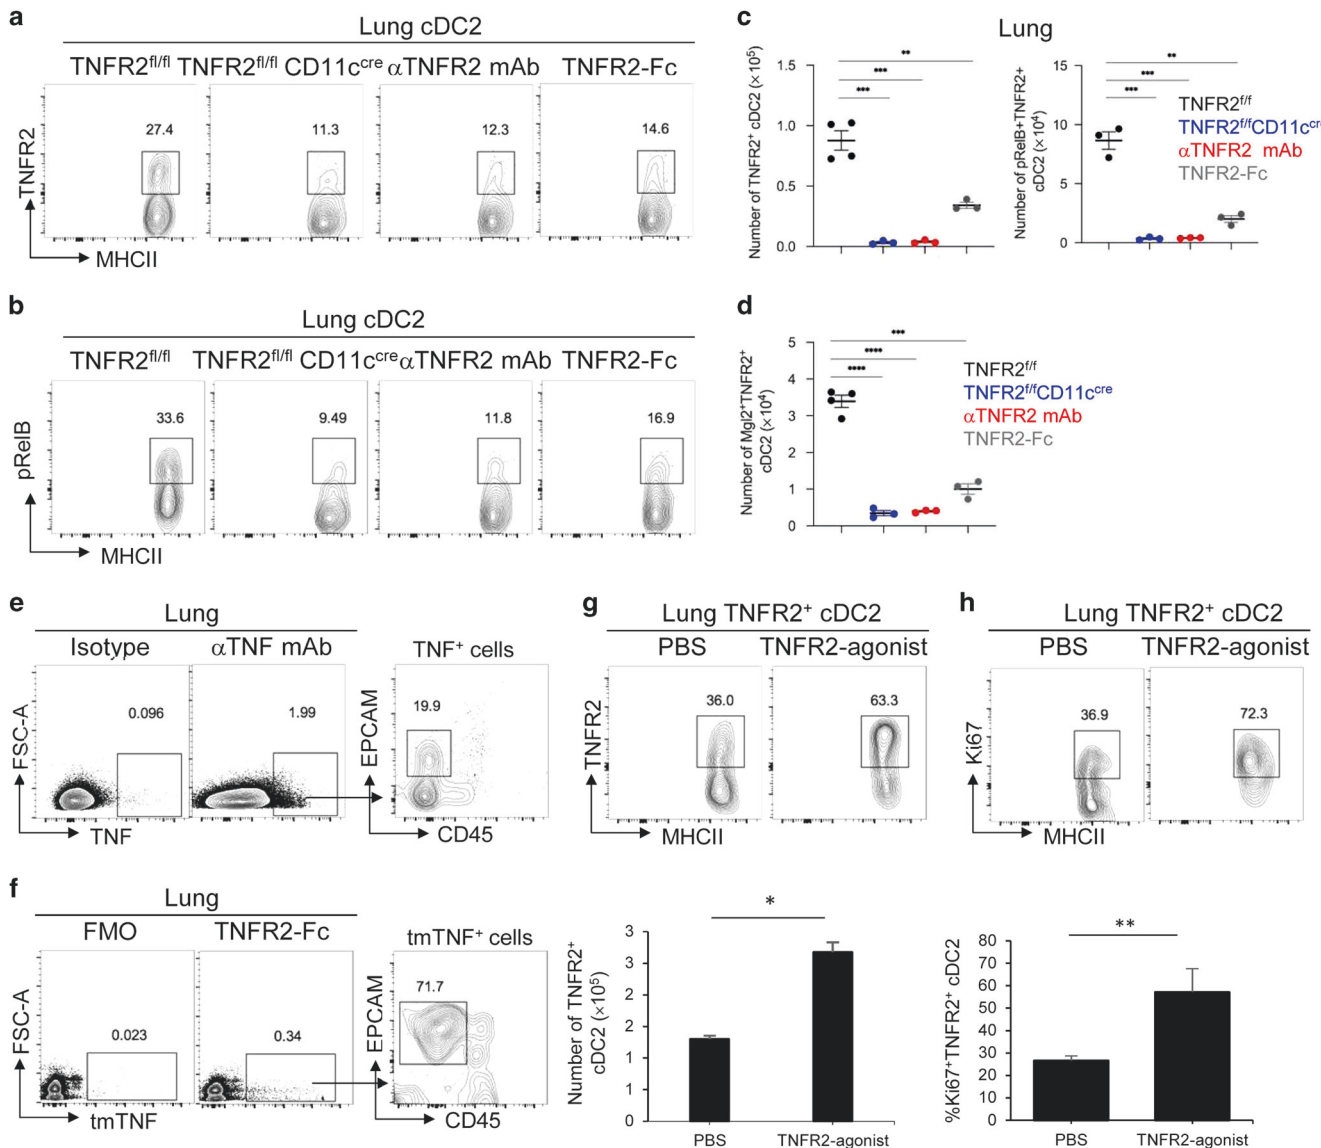 a
Lung cDC2
TNFR2fl/fl TNFR2fl/fl CD11ccre αTNFR2 mAb TNFR2-Fc
27.4 11.3 12.3 14.6
TNFR2
MHCII
b
Lung cDC2
TNFR2fl/fl TNFR2fl/fl CD11ccre αTNFR2 mAb TNFR2-Fc
33.6 9.49 11.8 16.9
pRelB
MHCII
c
Lung
Number of TNFR2+ cDC2 (× 10⁵)
1.5
1.0
0.5
0.0
**
***
***
Number of pRelB+TNFR2+
cDC2 (×10⁴)
15
10
5
0
**
***
***
TNFR2f/f
TNFR2f/fCD11ccr
αTNFR2 mAb
TNFR2-Fc
d
Number of Mgl2+TNFR2+
cDC2 (×10⁴)
5
4
3
2
1
0
***
****
****
TNFR2f/f
TNFR2f/fCD11ccre
αTNFR2 mAb
TNFR2-Fc
e
Lung
Isotype αTNF mAb TNF+ cells
0.096 1.99 19.9
FSC-A
TNF
EPCAM
CD45
f
Lung
FMO TNFR2-Fc tmTNF+ cells
0.023 0.34 71.7
FSC-A
tmTNF
EPCAM
CD45
g
Lung TNFR2+ cDC2
PBS TNFR2-agonist
36.0 63.3
TNFR2
MHCII
Number of TNFR2+
cDC2 (×10⁵)
3
3
2
2
1
1
0
*
PBS TNFR2-agonist
h
Lung TNFR2+ cDC2
PBS TNFR2-agonist
36.9 72.3
Ki67
MHCII
%Ki67+TNFR2+ cDC2
80
70
60
50
40
30
20
10
0
**
PBS TNFR2-agonist